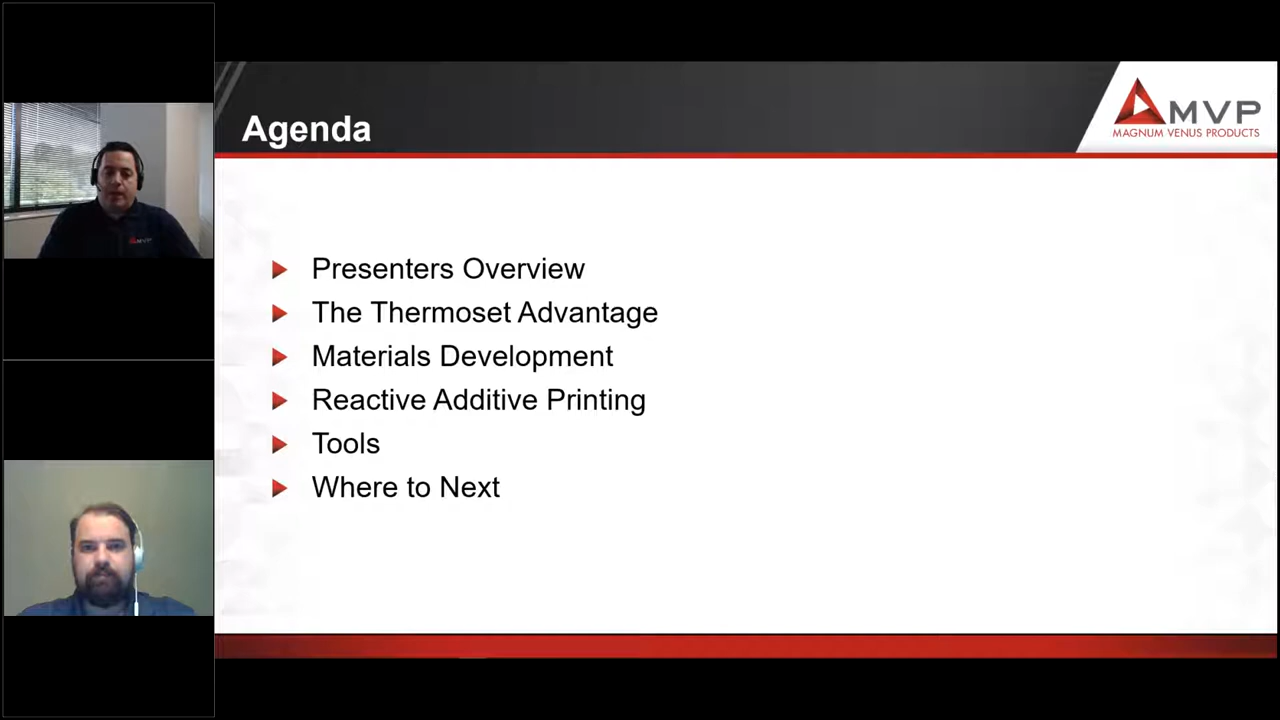 Agenda
MVP
MAGNUM VENUS PRODUCTS
Presenters Overview
The Thermoset Advantage
Materials Development
Reactive Additive Printing
Tools
Where to Next
MVP